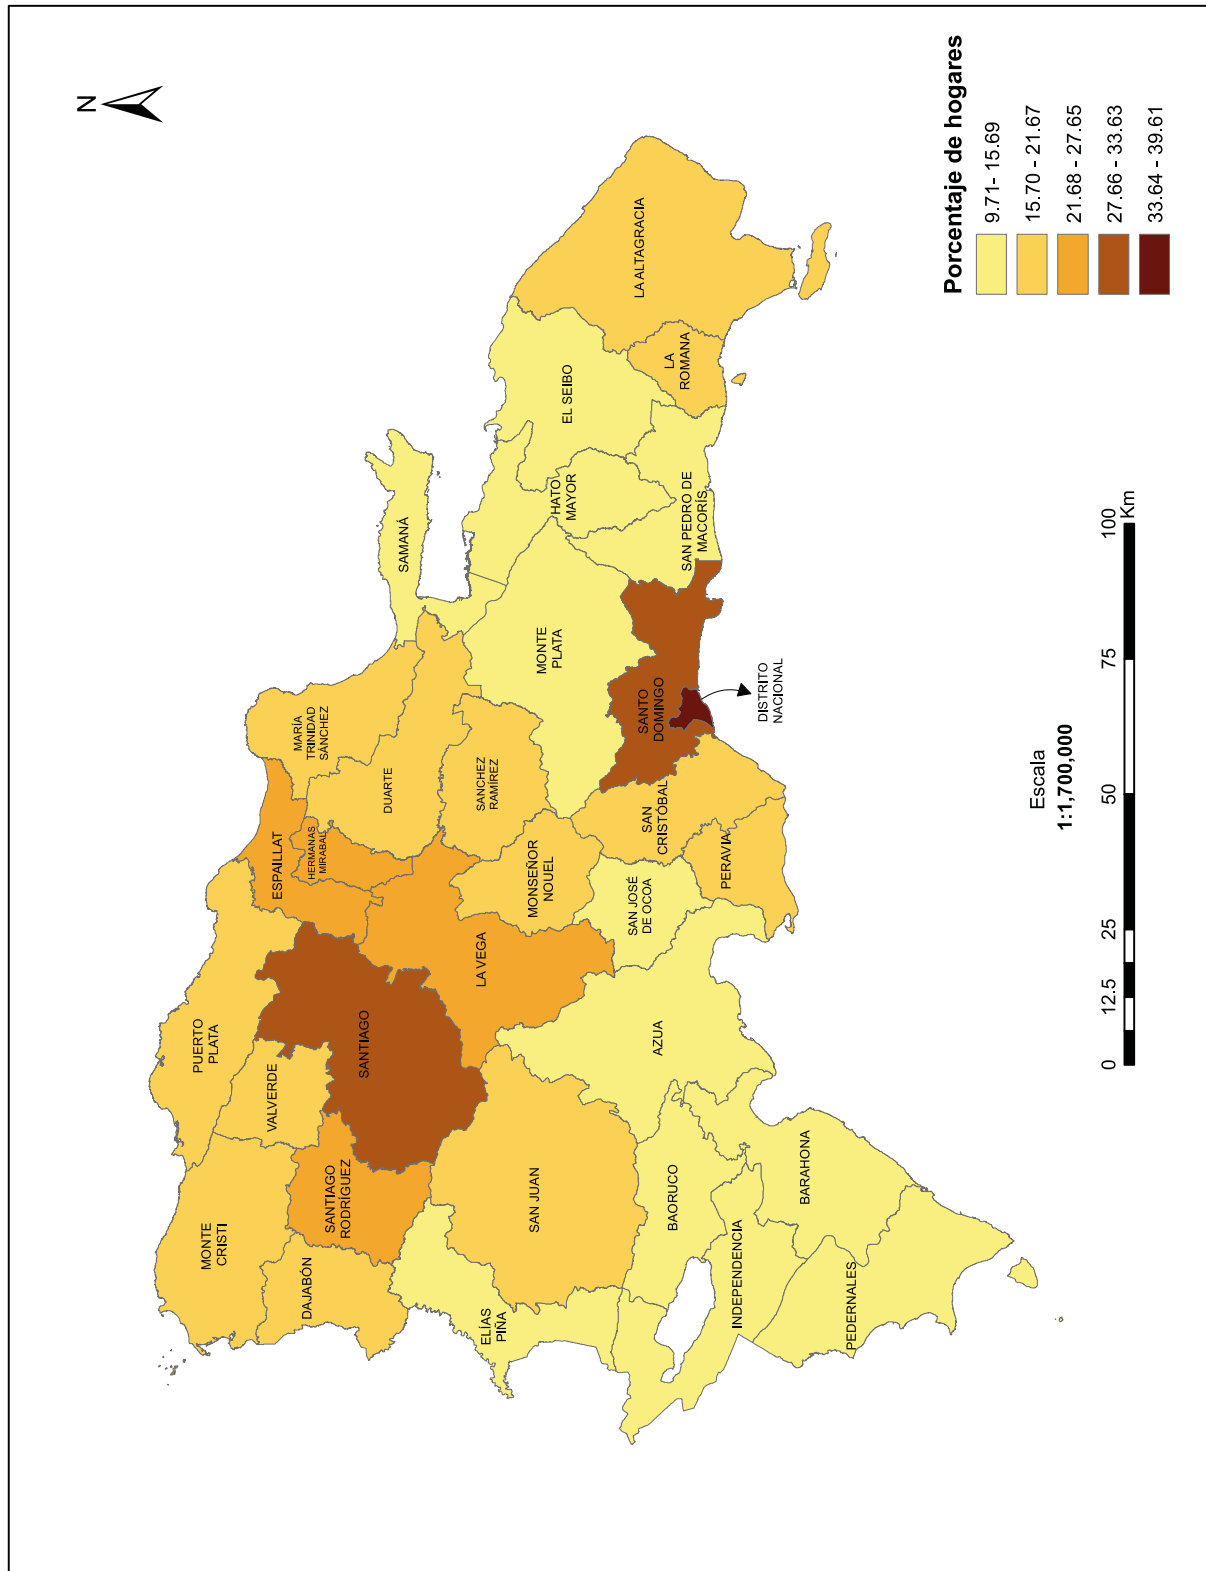 N
PUERTO
PLATA
MONTE
CRISTI
VALVERDE
DAJABÓN
SANTIAGO
RODRÍGUEZ
SANTIAGO
ESPAILLAT
HERMANAS
MIRABAL
MARÍA
TRINIDAD
SÁNCHEZ
DUARTE
SAMANÁ
LA VEGA
SANCHEZ
RAMÍREZ
MONSEÑOR
NOUEL
ELÍAS
PIÑA
SAN JUAN
MONTE
PLATA
HATO
MAYOR
EL SEIBO
LA ALTAGRACIA
LA
ROMANA
SAN PEDRO DE
MACORÍS
SANTO
DOMINGO
DISTRITO
NACIONAL
SAN
CRISTÓBAL
SAN JOSÉ
DE OCOA
PERAVIA
AZUA
BAORUCO
INDEPENDENCIA
BARAHONA
PEDERNALES
Porcentaje de hogares
9.71- 15.69
15.70 - 21.67
21.68 - 27.65
27.66 - 33.63
33.64 - 39.61
Escala
1:1,700,000
0 12.5 25 50 75 100
Km